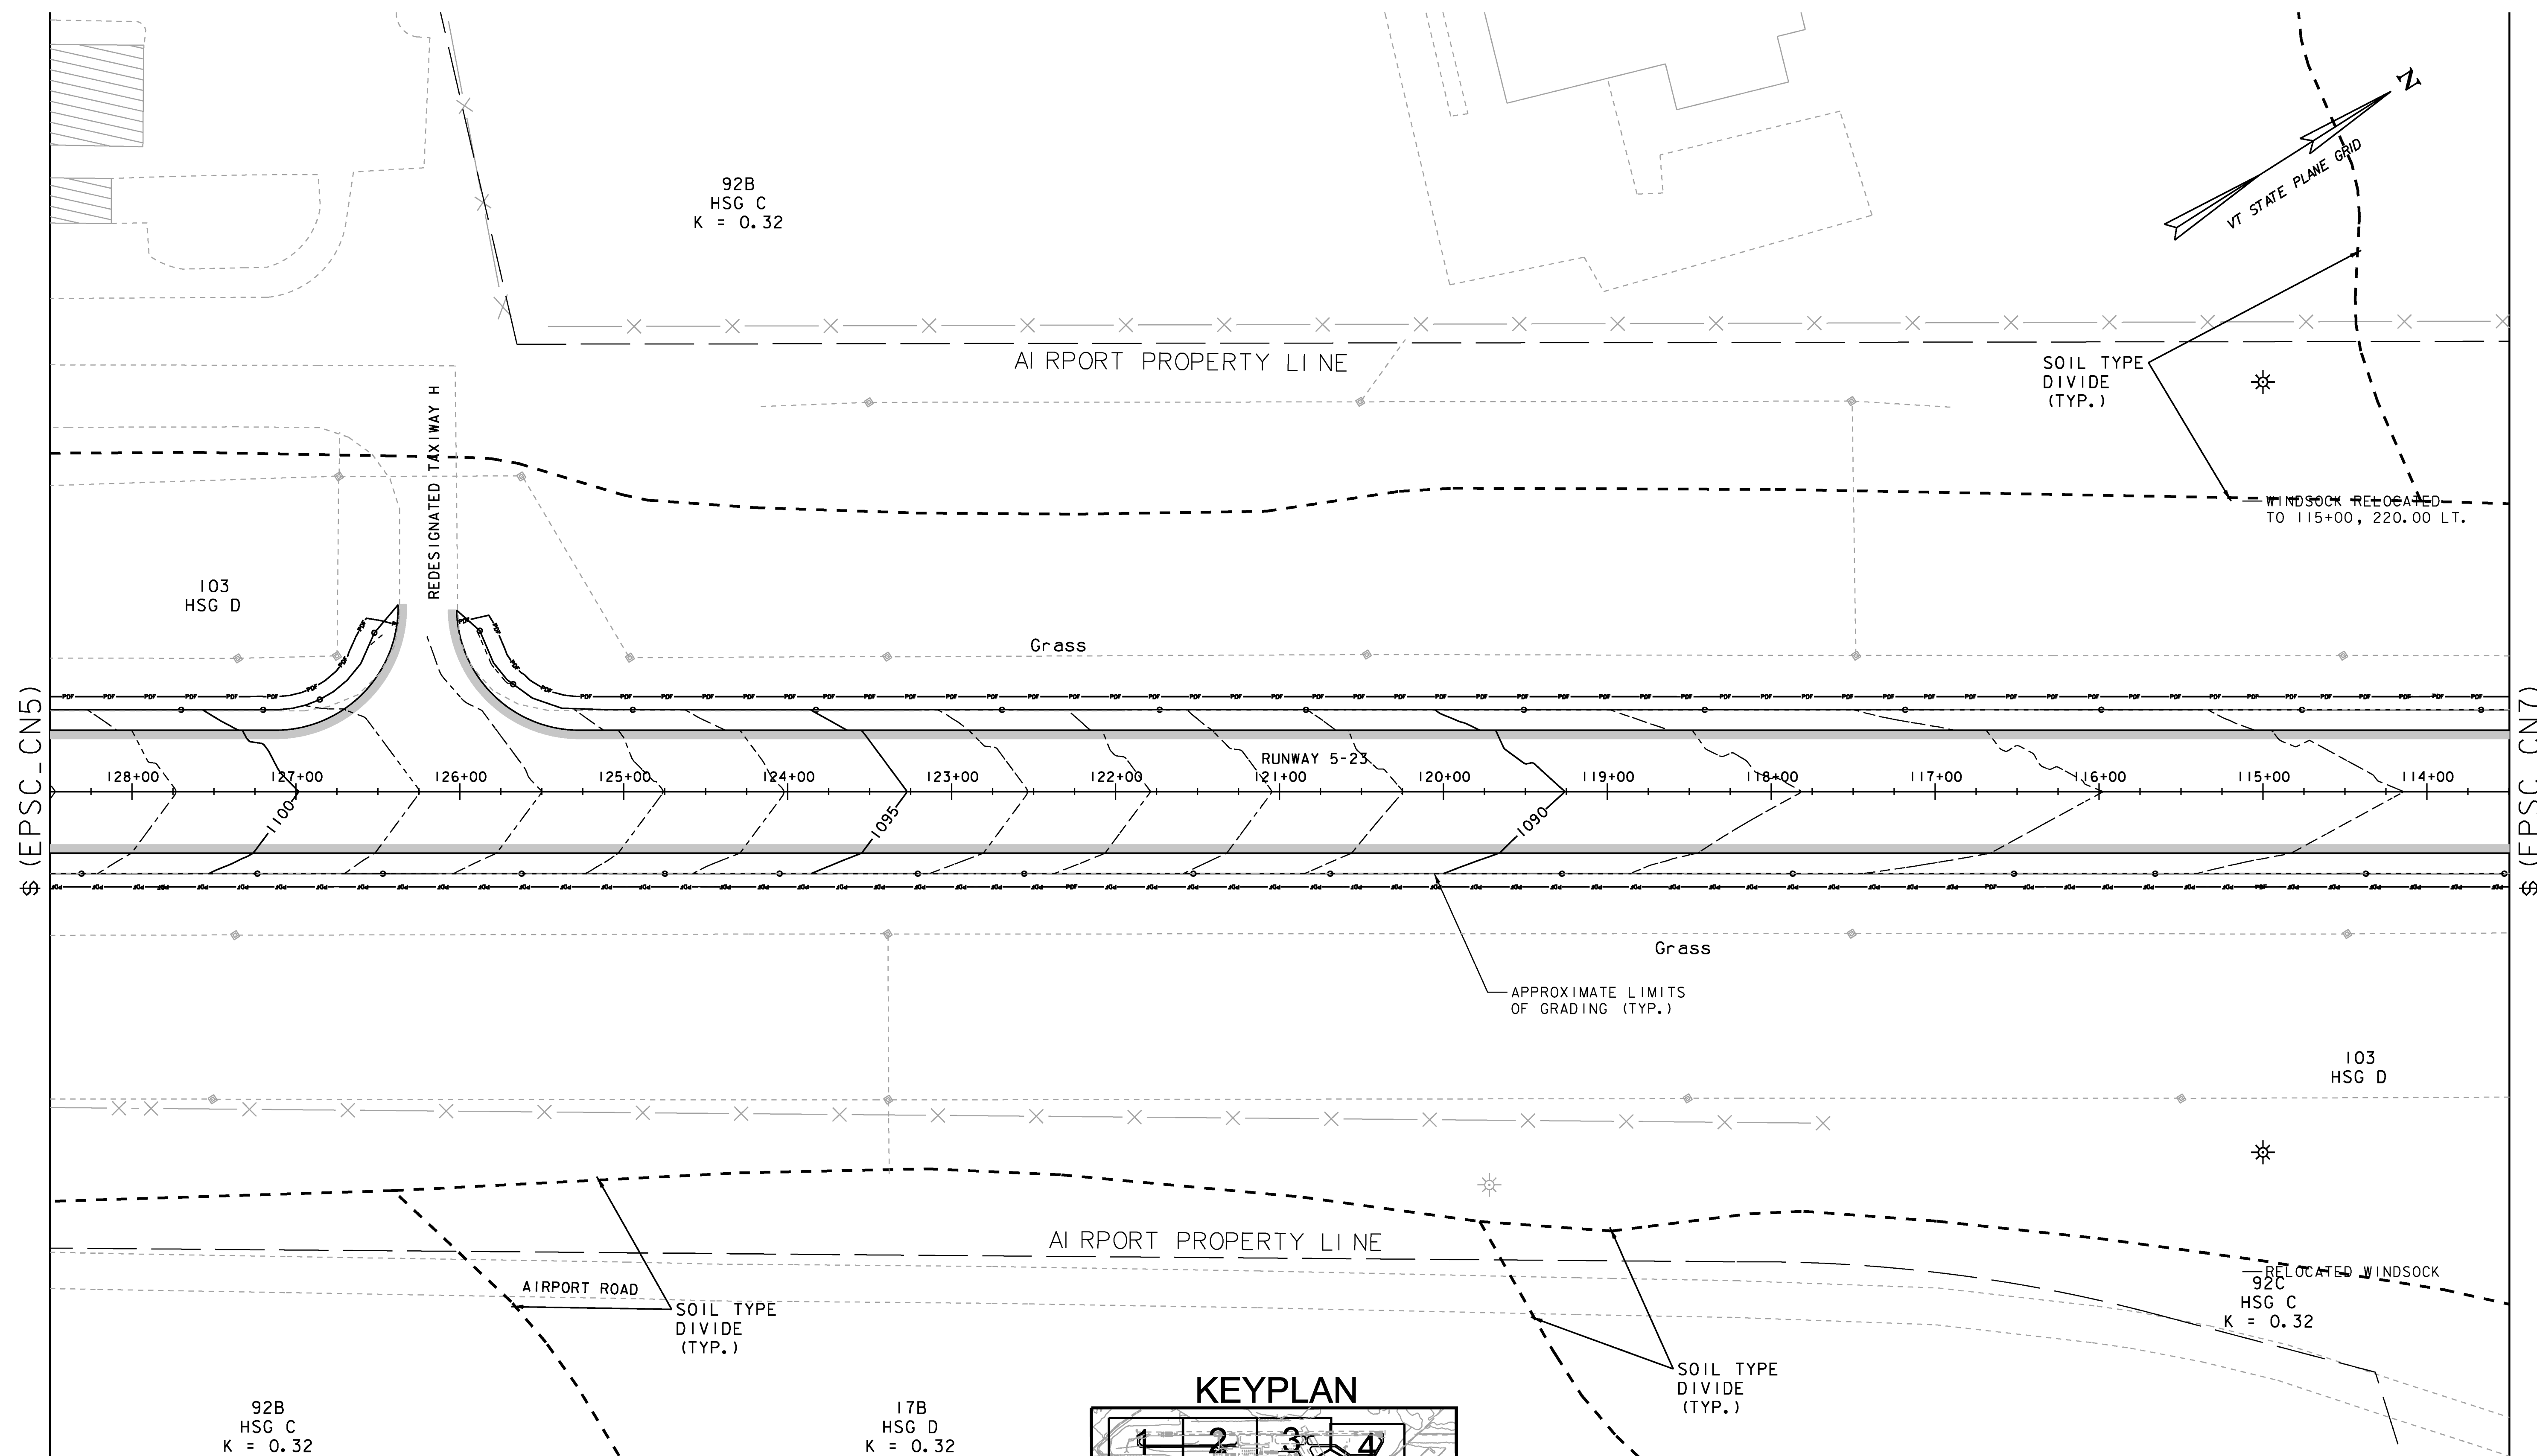 92B
HSG C
K = 0.32
N
VT STATE PLANE GRID
AIRPORT PROPERTY LINE
SOIL TYPE
DIVIDE
(TYP.)
REDESIGNATED TAXIWAY H
WINDSOCK RELOCATED
TO 115+00, 220.00 LT.
103
HSG D
Grass
PDF
RUNWAY 5-23
128+00 127+00 126+00 125+00 124+00 123+00 122+00 121+00 120+00 119+00 118+00 117+00 116+00 115+00 114+00
1100
1095
1090
$(EPSC_CN5)
$(EPSC_CN7)
PDF
Grass
APPROXIMATE LIMITS
OF GRADING (TYP.)
103
HSG D
AIRPORT PROPERTY LINE
AIRPORT ROAD
SOIL TYPE
DIVIDE
(TYP.)
RELOCATED WINDSOCK
92C
HSG C
K = 0.32
SOIL TYPE
DIVIDE
(TYP.)
92B
HSG C
K = 0.32
17B
HSG D
K = 0.32
KEYPLAN
1 2 3 4